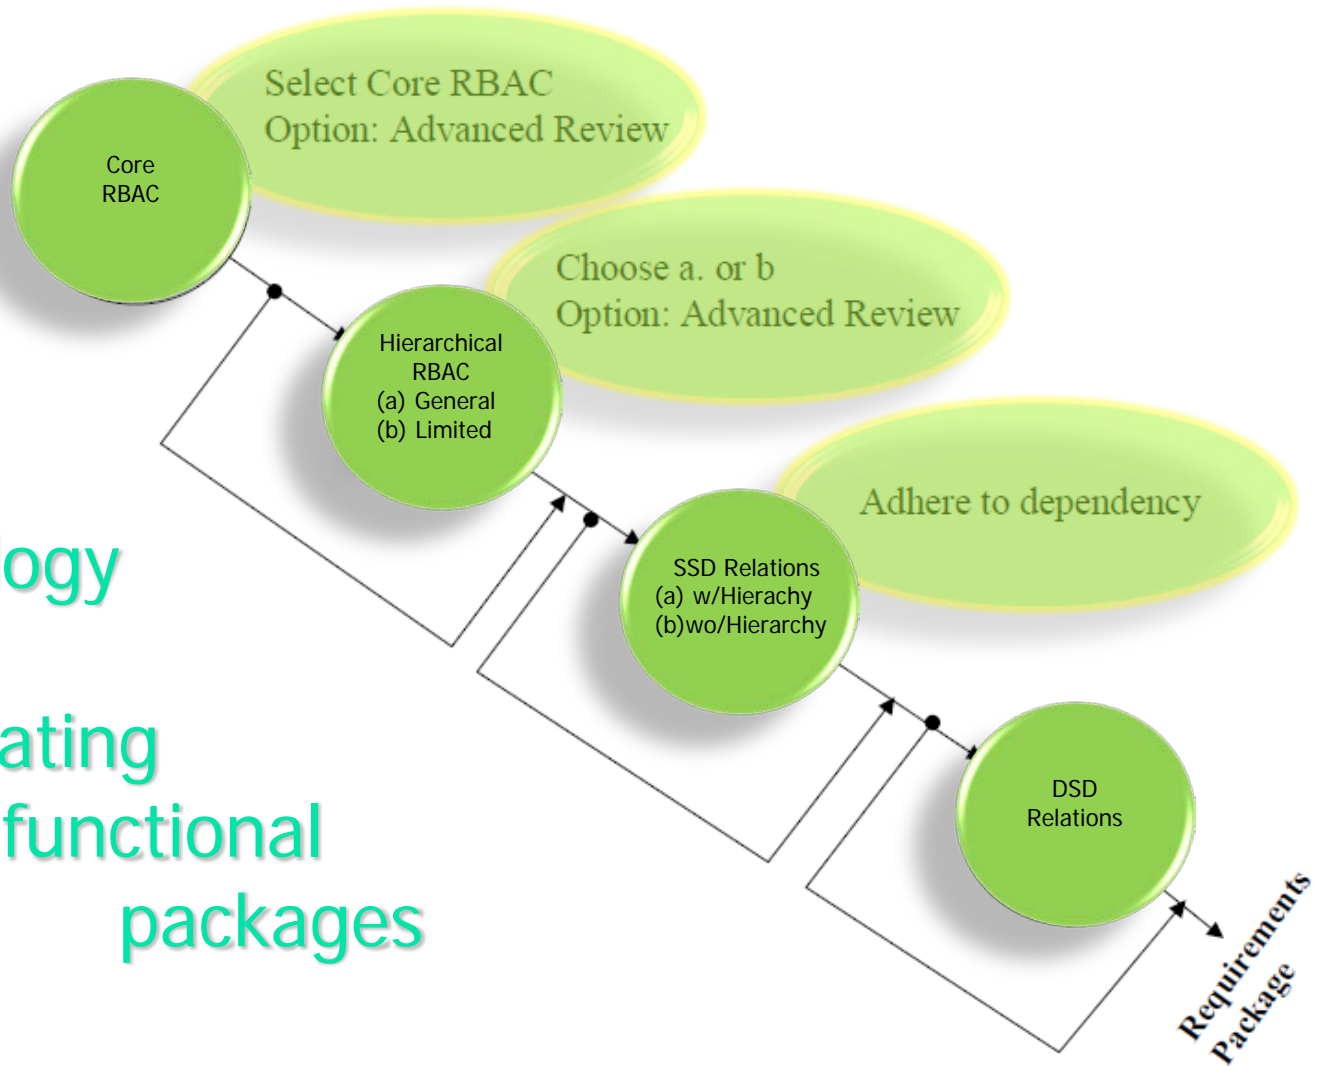 Select Core RBAC
Option: Advanced Review
Core
RBAC
Choose a. or b
Option: Advanced Review
Hierarchical
RBAC
(a) General
(b) Limited
Adhere to dependency
SSD Relations
(a) w/Hierachy
(b)wo/Hierarchy
logy
ating
functional
packages
DSD
Relations
Requirements
Package